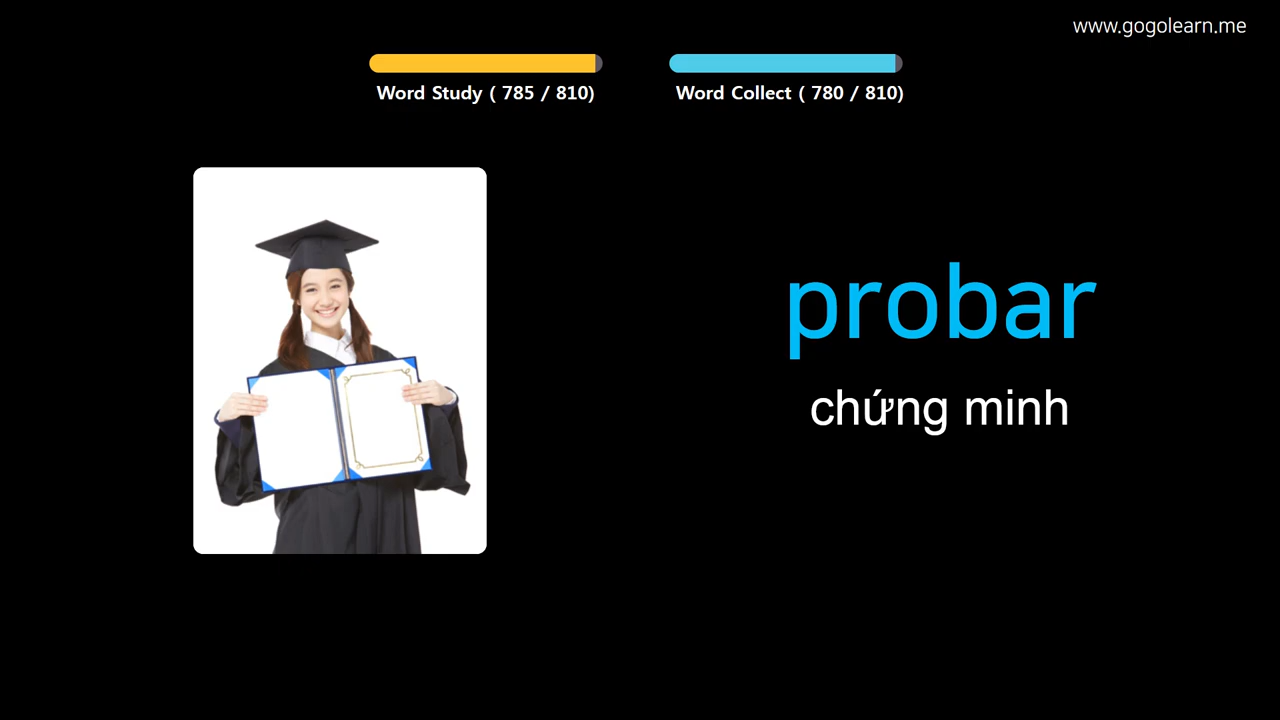 www.gogolearn.me
Word Study ( 785 / 810)
Word Collect ( 780 / 810)
probar
chứng minh